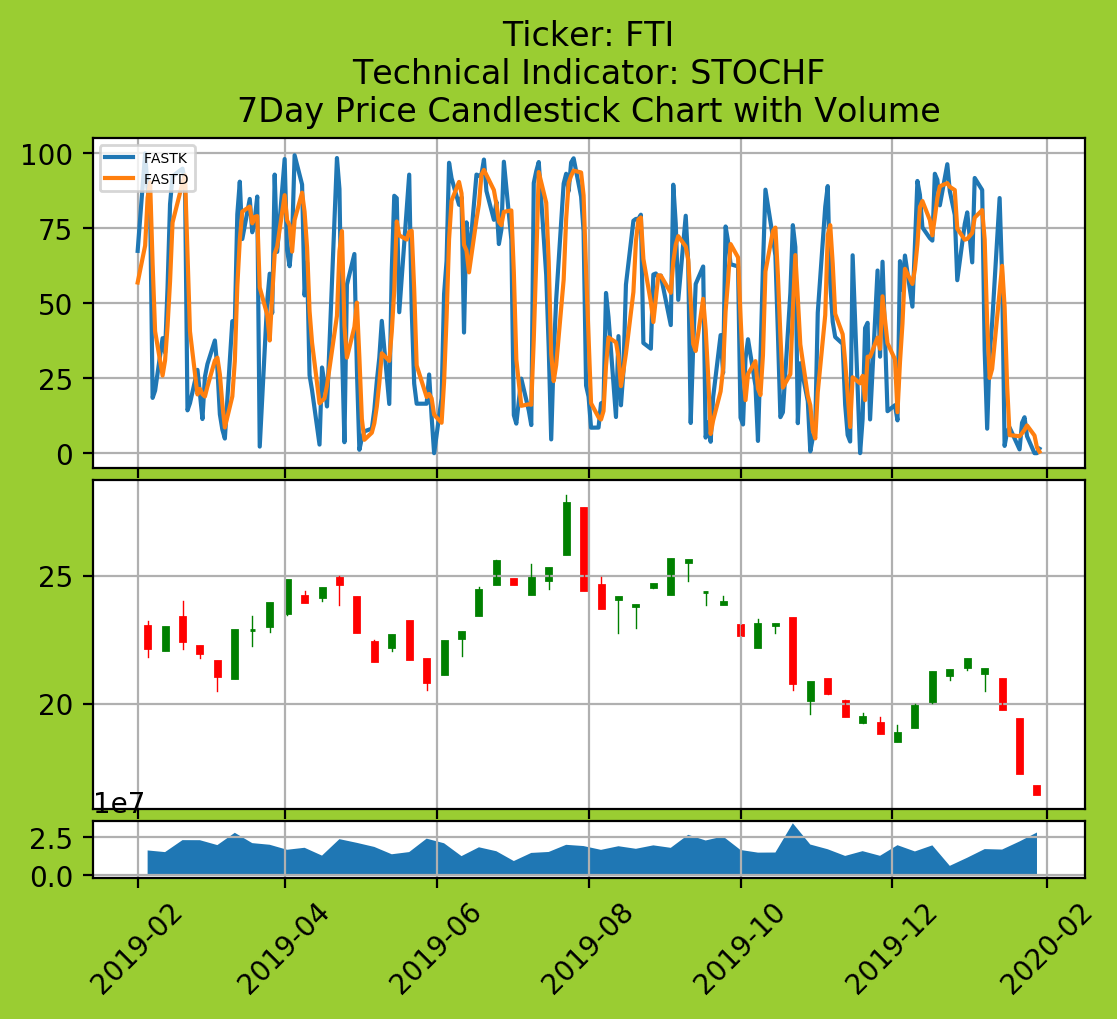 Ticker: FTI
Technical Indicator: STOCHF
7Day Price Candlestick Chart with Volume
100
FASTK
FASTD
75
50
25
0
25
20
1e7
2.5
0.0
2019-02
2019-04
2019-06
2019-08
2019-10
2019-12
2020-02